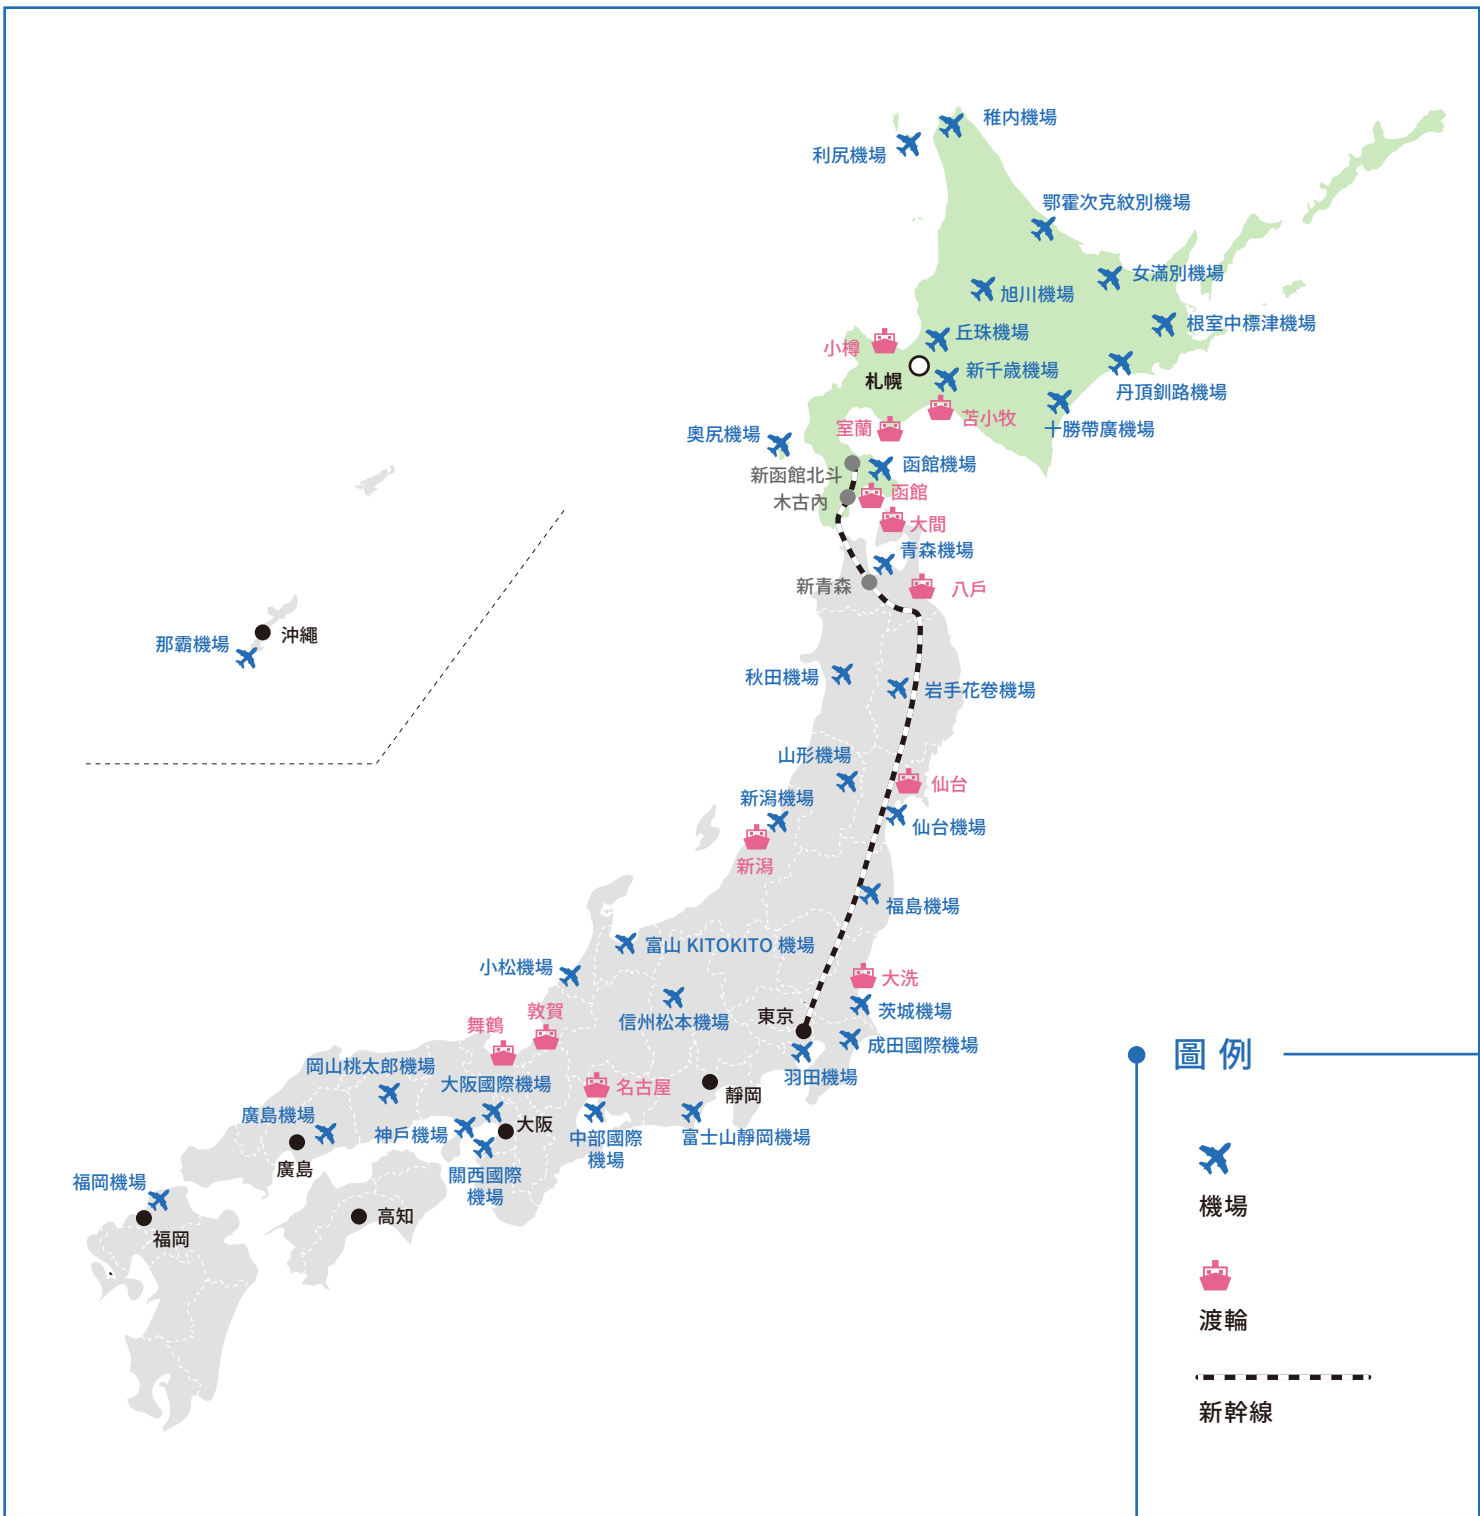 稚内機場
利尻機場
鄂霍次克紋別機場
女滿別機場
旭川機場
根室中標津機場
丘珠機場
小樽
新千歳機場
札幌
丹頂釧路機場
苫小牧
室蘭
十勝帶廣機場
奧尻機場
函館機場
新函館北斗
函館
木古內
大間
青森機場
新青森
八戶
沖繩
那霸機場
秋田機場
岩手花卷機場
山形機場
仙台
新潟機場
仙台機場
新潟
福島機場
富山 KITOKITO 機場
小松機場
大洗
敦賀
茨城機場
東京
信州松本機場
舞鶴
成田國際機場
圖例
岡山桃太郎機場
羽田機場
大阪國際機場
名古屋
靜岡
廣島機場
大阪
神戶機場
中部國際
機場
富士山靜岡機場
廣島
關西國際
機場
福岡機場
高知
福岡
機場
渡輪
新幹線